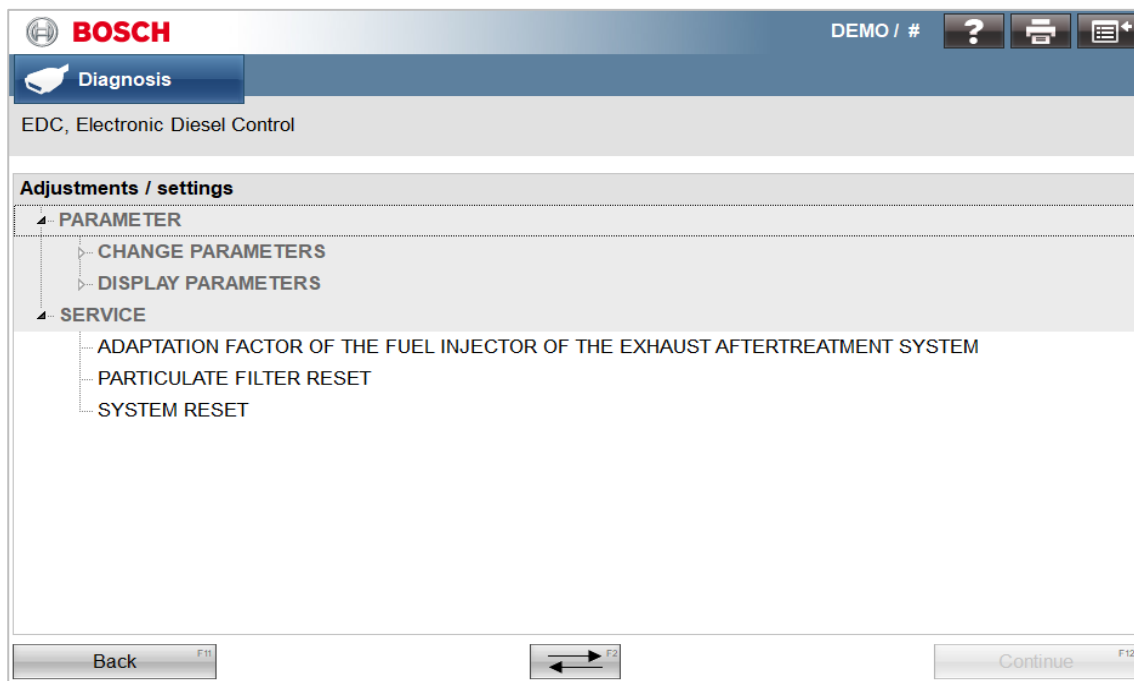 BOSCH
DEMO / #
?
Diagnosis
EDC, Electronic Diesel Control
Adjustments / settings
PARAMETER
CHANGE PARAMETERS
DISPLAY PARAMETERS
SERVICE
ADAPTATION FACTOR OF THE FUEL INJECTOR OF THE EXHAUST AFTERTREATMENT SYSTEM
PARTICULATE FILTER RESET
SYSTEM RESET
Back F11
F2
Continue F12